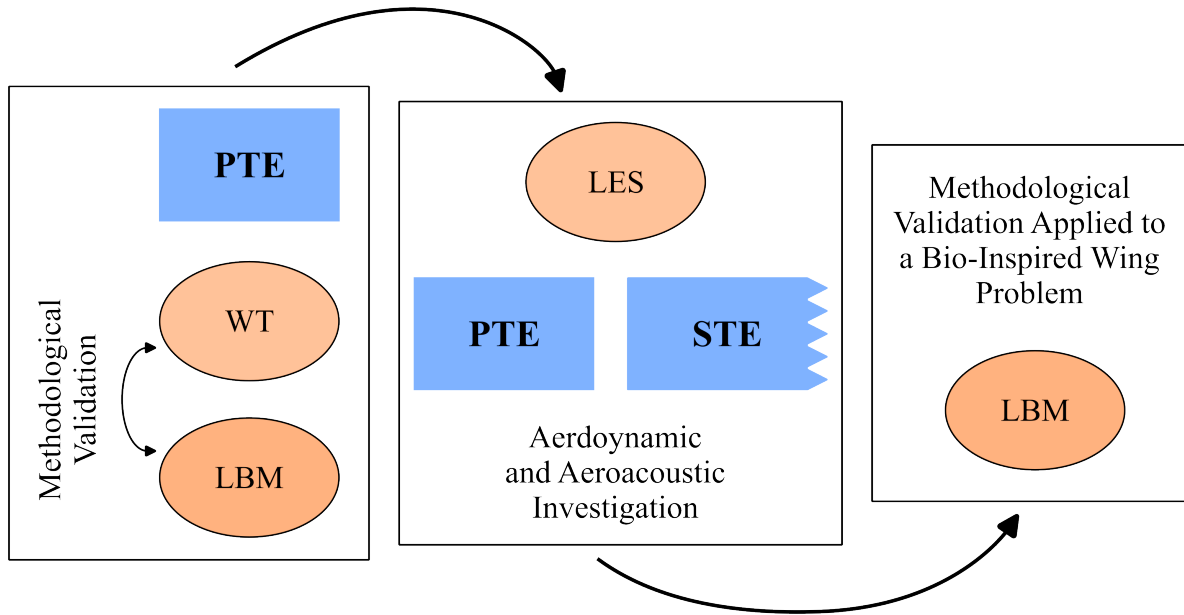 PTE
WT
LBM
Methodological
Validation
LES
PTE
STE
Aerdoynamic
and Aeroacoustic
Investigation
Methodological
Validation Applied to
a Bio-Inspired Wing
Problem
LBM